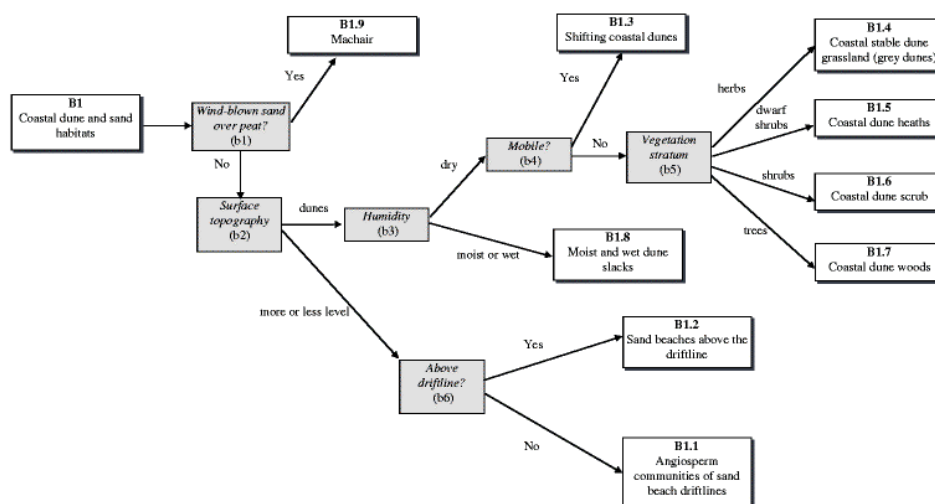 B1
Coastal dune and sand
habitats
Wind-blown sand
over peat?
(b1)
Yes
B1.9
Machair
No
Surface
topography
(b2)
dunes
Humidity
(b3)
dry
Mobile?
(b4)
Yes
B1.3
Shifting coastal dunes
No
Vegetation
stratum
(b5)
herbs
B1.4
Coastal stable dune
grassland (grey dunes)
dwarf
shrubs
B1.5
Coastal dune heaths
shrubs
B1.6
Coastal dune scrub
trees
B1.7
Coastal dune woods
moist or wet
B1.8
Moist and wet dune
slacks
more or less level
Above
driftline?
(b6)
Yes
B1.2
Sand beaches above the
driftline
No
B1.1
Angiosperm
communities of sand
beach driftlines